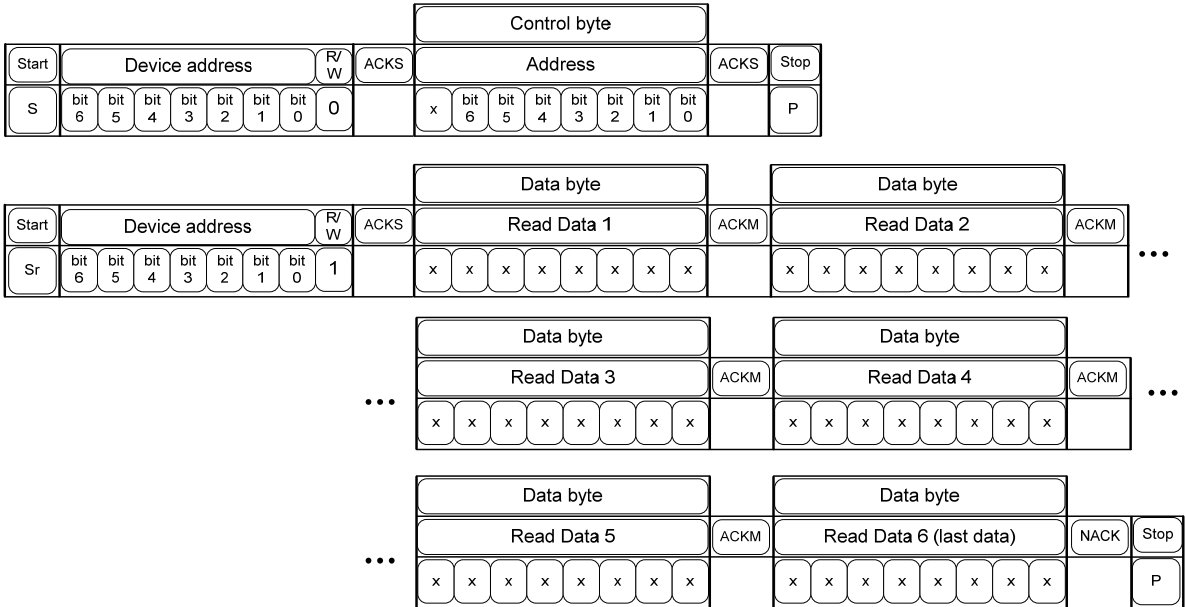 Control byte
Start Device address R/W ACKS Address ACKS Stop
S bit 6 bit 5 bit 4 bit 3 bit 2 bit 1 bit 0 0 x bit 6 bit 5 bit 4 bit 3 bit 2 bit 1 bit 0 P
Data byte Data byte
Start Device address R/W ACKS Read Data 1 ACKM Read Data 2 ACKM
Sr bit 6 bit 5 bit 4 bit 3 bit 2 bit 1 bit 0 1 x x x x x x x x x x x x x x x x •••
Data byte Data byte
Read Data 3 ACKM Read Data 4 ACKM
••• x x x x x x x x x x x x x x x x •••
Data byte Data byte
Read Data 5 ACKM Read Data 6 (last data) NACK Stop
••• x x x x x x x x x x x x x x x x P